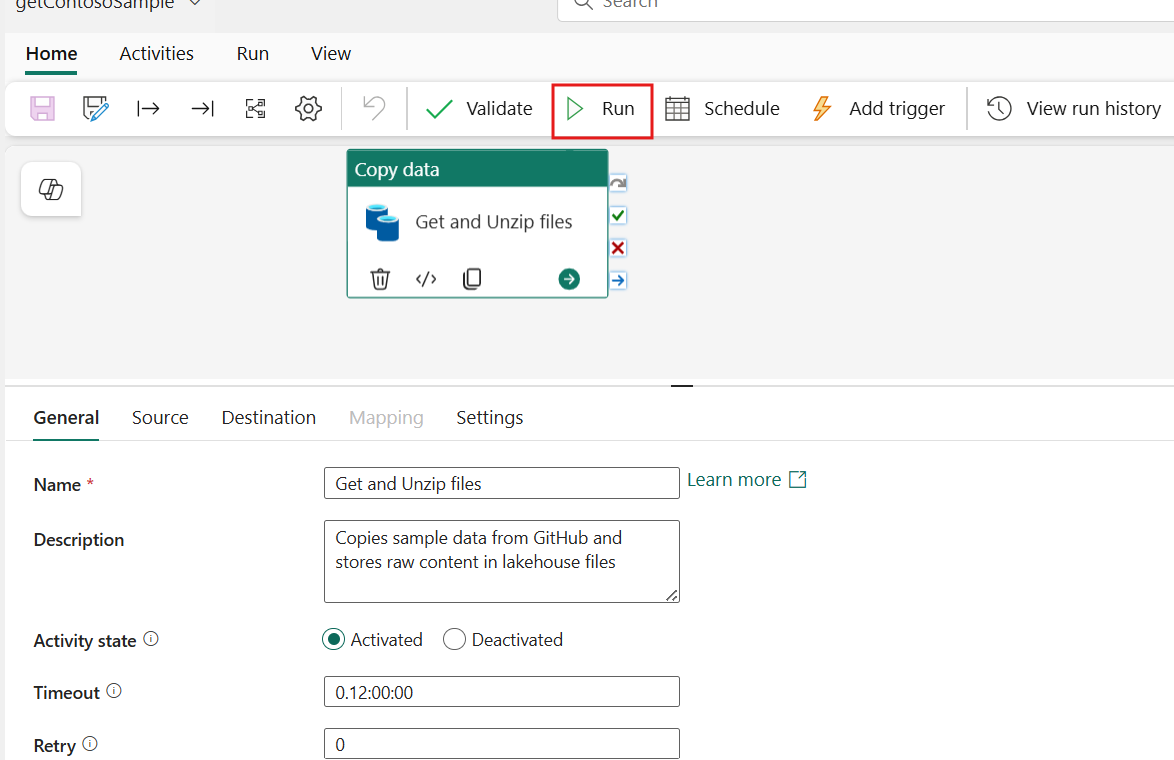 getContosoSample
Search
Home Activities Run View
Validate Run Schedule Add trigger View run history
Copy data
Get and Unzip files
General Source Destination Mapping Settings
Name * Get and Unzip files Learn more
Description Copies sample data from GitHub and
stores raw content in lakehouse files
Activity state Activated Deactivated
Timeout 0.12:00:00
Retry 0